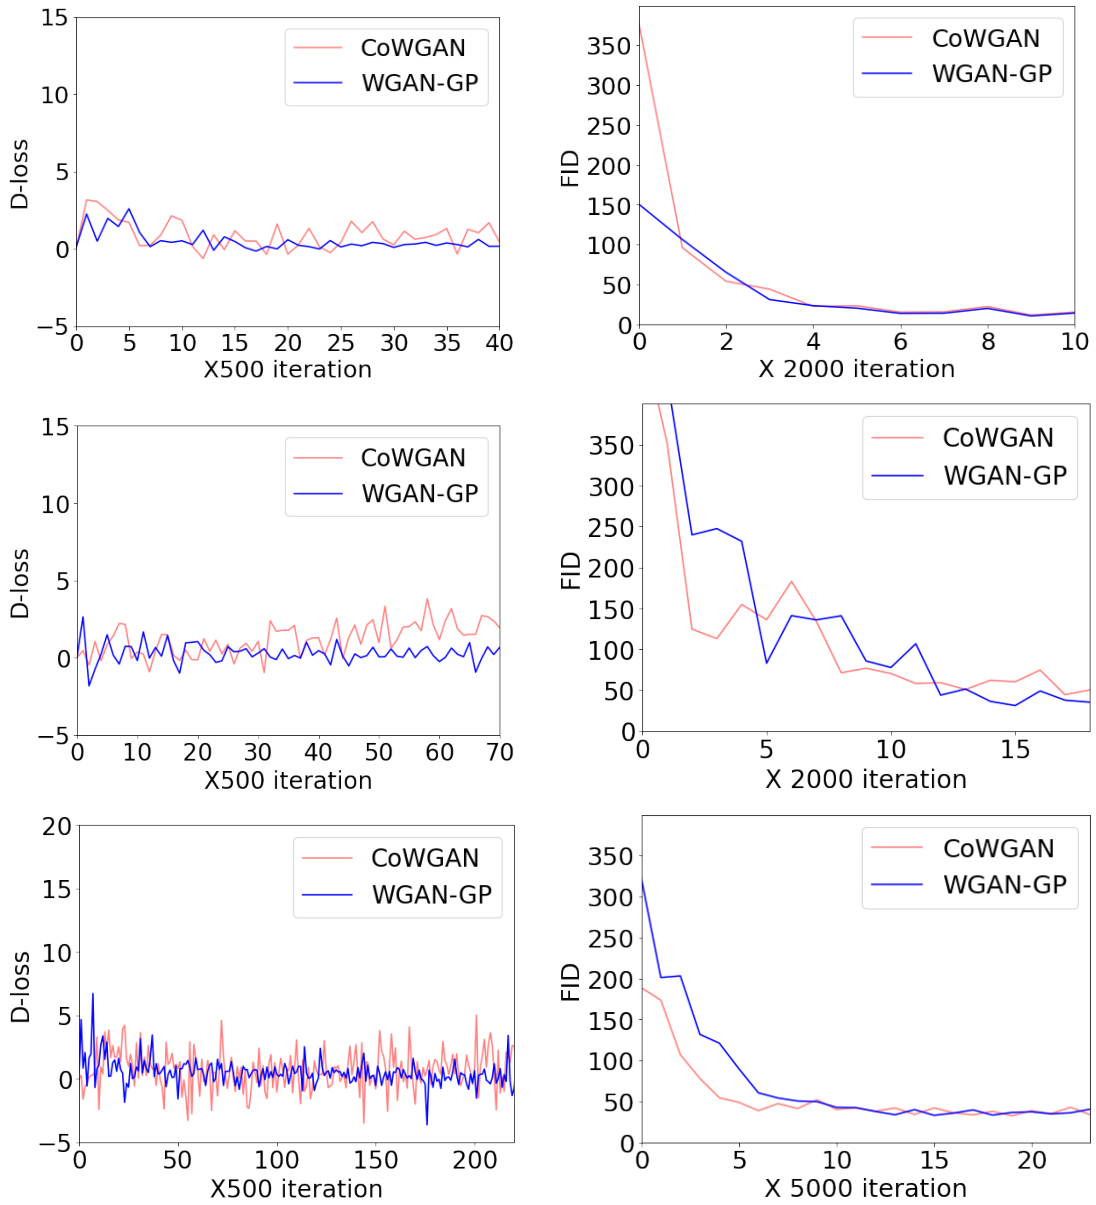 15
10
5
0
−5
D-loss
CoWGAN
WGAN-GP
0 5 10 15 20 25 30 35 40
X500 iteration
350
300
250
200
150
100
50
0
FID
CoWGAN
WGAN-GP
0 2 4 6 8 10
X 2000 iteration
15
10
5
0
−5
D-loss
CoWGAN
WGAN-GP
0 10 20 30 40 50 60 70
X500 iteration
350
300
250
200
150
100
50
0
FID
CoWGAN
WGAN-GP
0 5 10 15
X 2000 iteration
20
15
10
5
0
−5
D-loss
CoWGAN
WGAN-GP
0 50 100 150 200
X500 iteration
350
300
250
200
150
100
50
0
FID
CoWGAN
WGAN-GP
0 5 10 15 20
X 5000 iteration